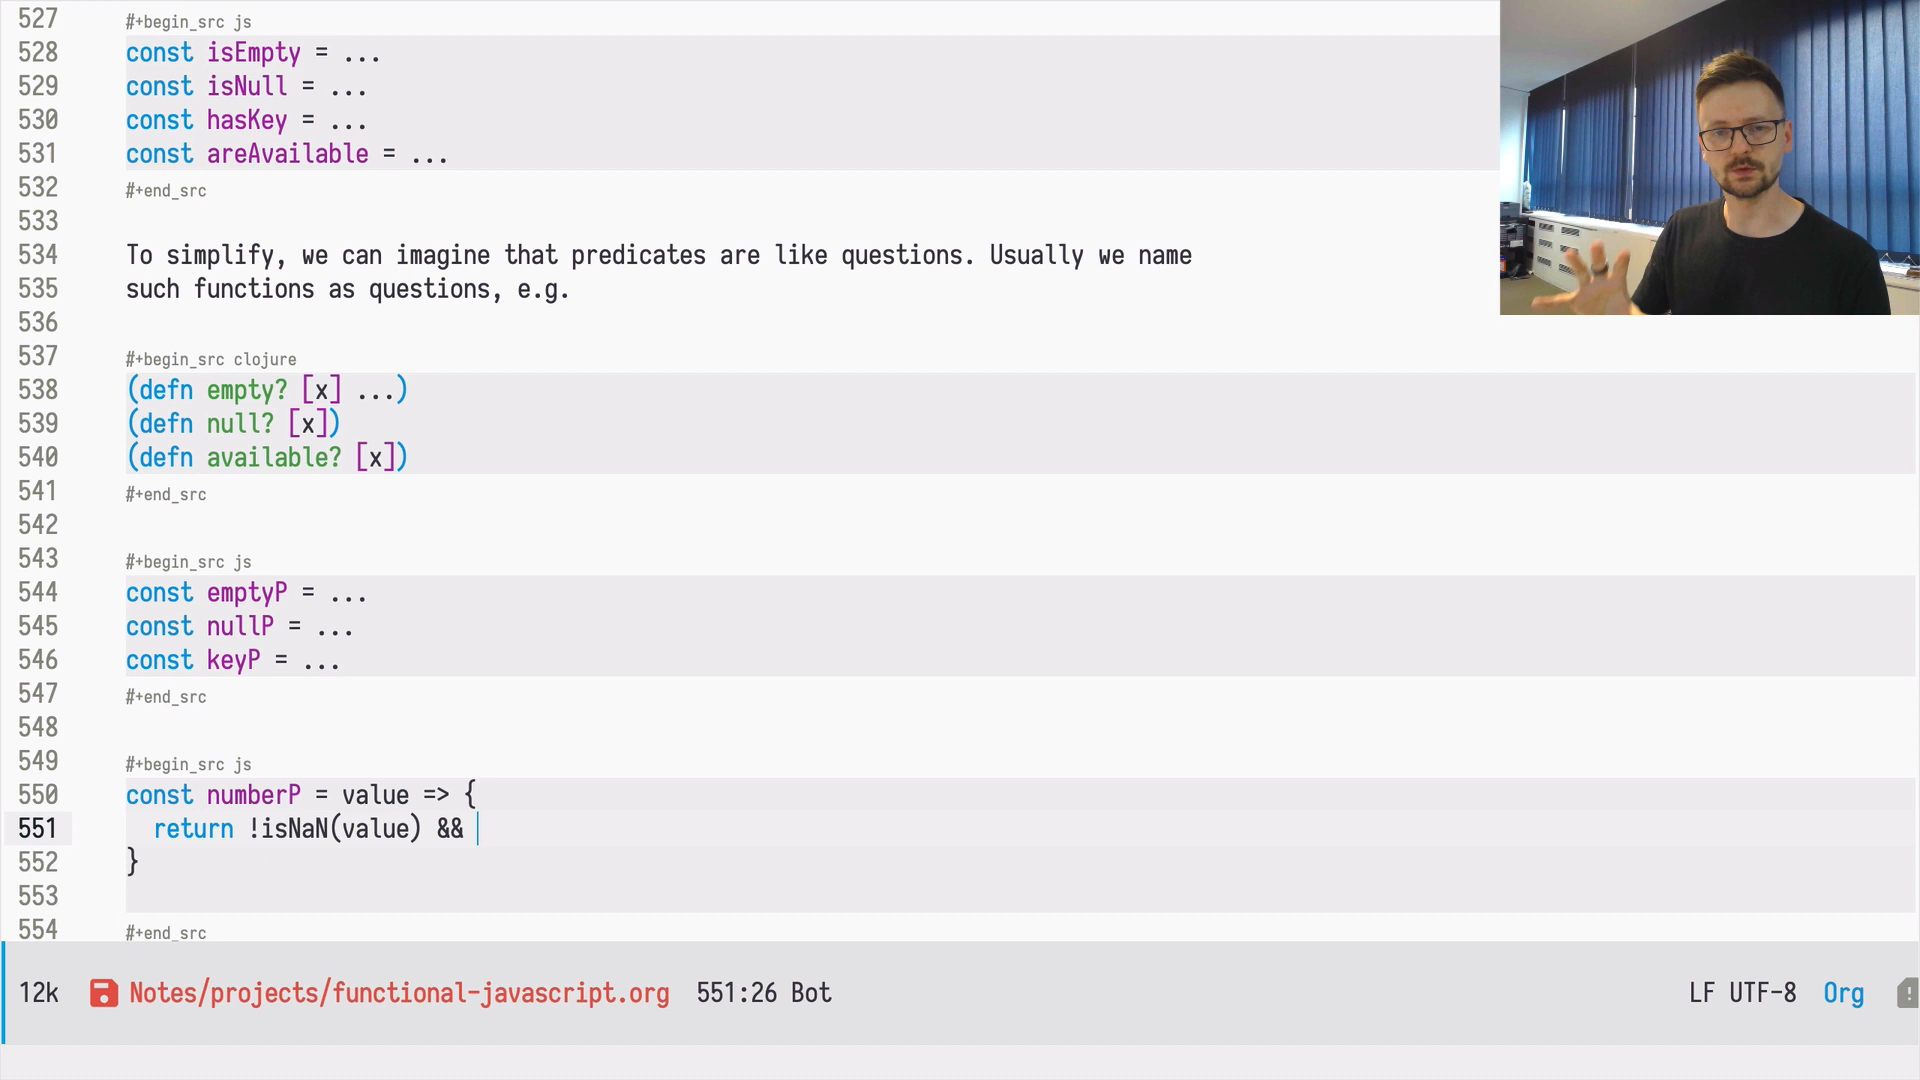 527 #+begin_src js
528 const isEmpty = ...
529 const isNull = ...
530 const hasKey = ...
531 const areAvailable = ...
532 #+end_src
533
534 To simplify, we can imagine that predicates are like questions. Usually we name
535 such functions as questions, e.g.
536
537 #+begin_src clojure
538 (defn empty? [x] ...)
539 (defn null? [x])
540 (defn available? [x])
541 #+end_src
542
543 #+begin_src js
544 const emptyP = ...
545 const nullP = ...
546 const keyP = ...
547 #+end_src
548
549 #+begin_src js
550 const numberP = value => {
551 return !isNaN(value) &&
552 }
553
554 #+end_src
12k Notes/projects/functional-javascript.org 551:26 Bot LF UTF-8 Org